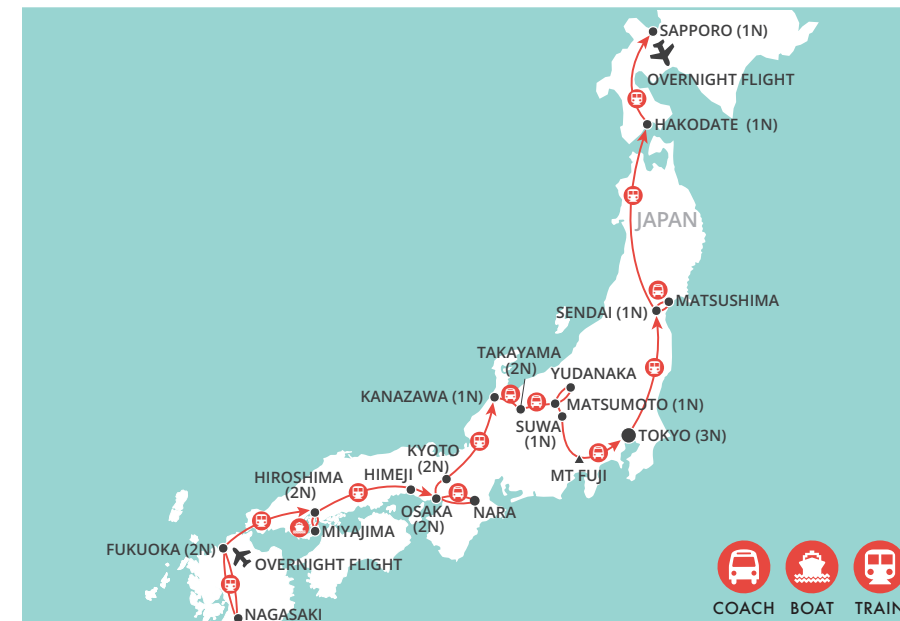 SAPPORO (1N)
OVERNIGHT FLIGHT
HAKODATE (1N)
JAPAN
MATSUSHIMA
SENDAI (1N)
TAKAYAMA
(2N)
YUDANAKA
KANAZAWA (1N)
MATSUMOTO (1N)
SUWA
(1N)
TOKYO (3N)
KYOTO
(2N)
MT FUJI
HIMEJI
HIROSHIMA
(2N)
OSAKA
(2N)
NARA
MIYAJIMA
FUKUOKA (2N)
OVERNIGHT FLIGHT
NAGASAKI
COACH BOAT TRAIN